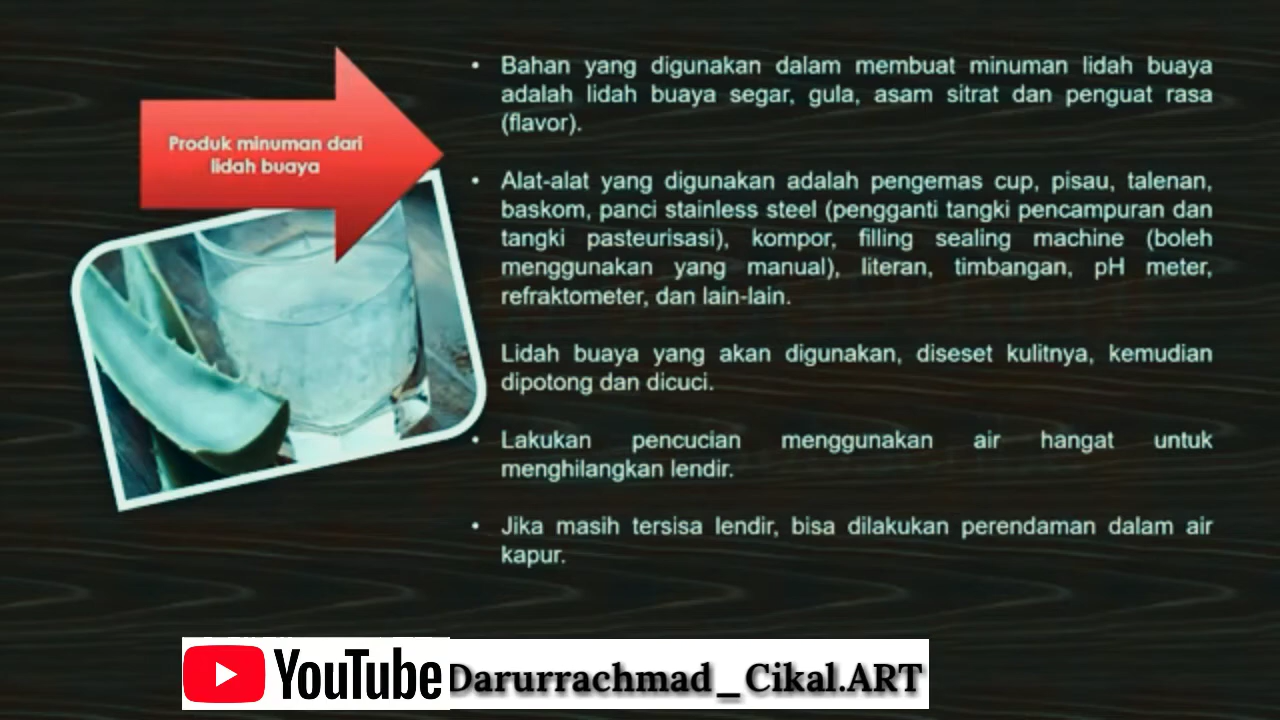 Produk minuman dari
lidah buaya
• Bahan yang digunakan dalam membuat minuman lidah buaya
adalah lidah buaya segar, gula, asam sitrat dan penguat rasa
(flavor).
• Alat-alat yang digunakan adalah pengemas cup, pisau, talenan,
baskom, panci stainless steel (pengganti tangki pencampuran dan
tangki pasteurisasi), kompor, filling sealing machine (boleh
menggunakan yang manual), literan, timbangan, pH meter,
refraktometer, dan lain-lain.
Lidah buaya yang akan digunakan, diseset kulitnya, kemudian
dipotong dan dicuci.
• Lakukan pencucian menggunakan air hangat untuk
menghilangkan lendir.
• Jika masih tersisa lendir, bisa dilakukan perendaman dalam air
kapur.
YouTube Darurrachmad_Cikal.ART